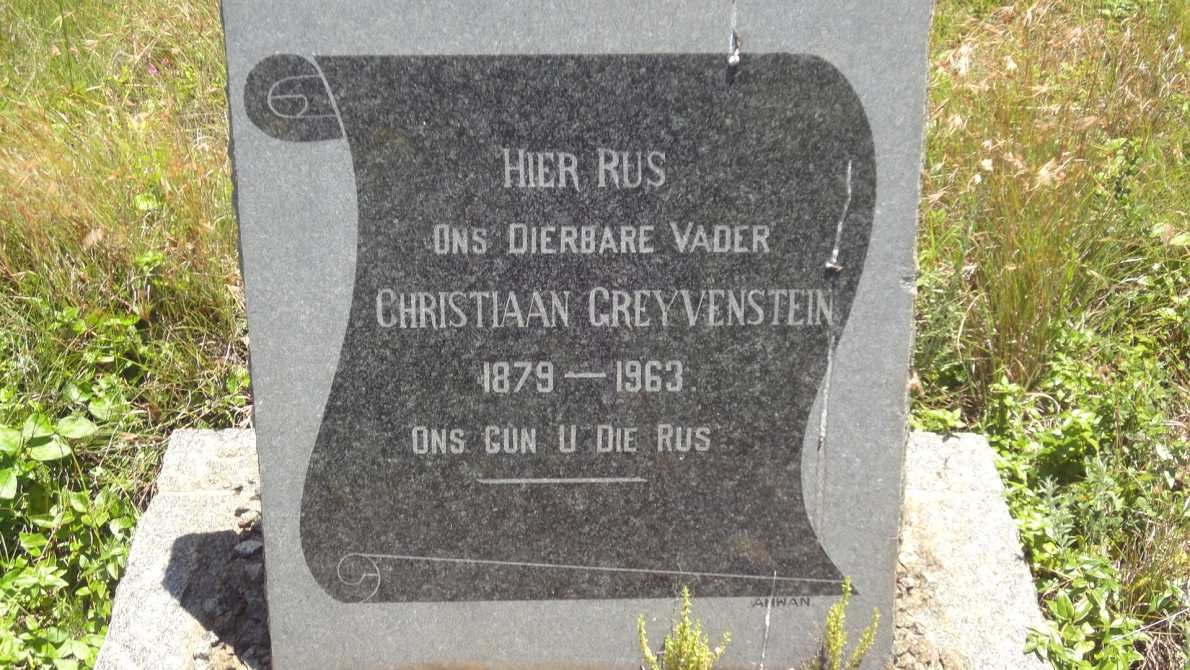 HIER RUS
ONS DIERBARE VADER
CHRISTIAAN GREYVENSTEIN
1879 — 1963
ONS GUN U DIE RUS